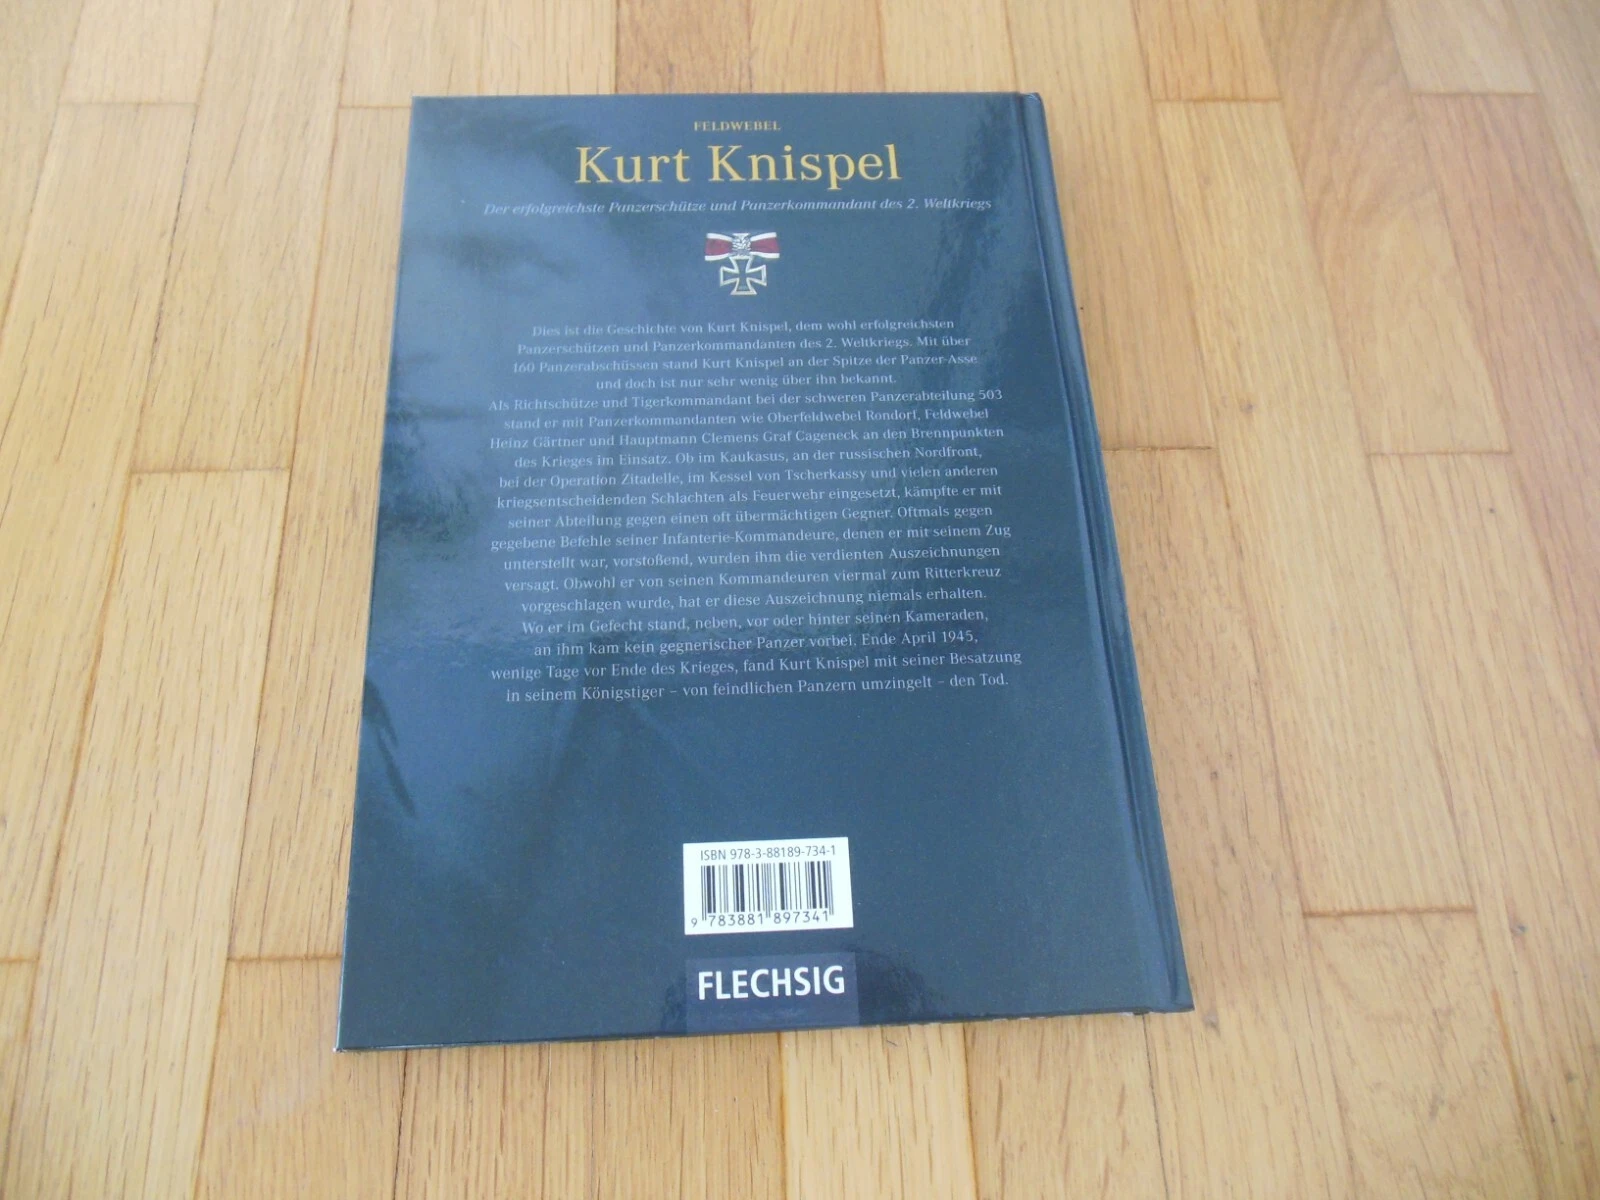 FELDWEBEL
Kurt Knispel
Der erfolgreichste Panzerschütze und Panzerkommandant des 2. Weltkriegs
Dies ist die Geschichte von Kurt Knispel, dem wohl erfolgreichsten
Panzerschützen und Panzerkommandanten des 2. Weltkriegs. Mit über
160 Panzerabschüssen stand Kurt Knispel an der Spitze der Panzer-Asse
und doch ist nur sehr wenig über ihn bekannt.
Als Richtschütze und Tigerkommandant bei der schweren Panzerabteilung 503
stand er mit Panzerkommandanten wie Oberfeldwebel Rondorf, Feldwebel
Heinz Gärtner und Hauptmann Clemens Graf Cageneck an den Brennpunkten
des Krieges im Einsatz. Ob im Kaukasus, an der russischen Nordfront,
bei der Operation Zitadelle, im Kessel von Tscherkassy und vielen anderen
kriegsentscheidenden Schlachten als Feuerwehr eingesetzt, kämpfte er mit
seiner Abteilung gegen einen oft übermächtigen Gegner. Oftmals gegen
gegebene Befehle seiner Infanterie-Kommandeure, denen er mit seinem Zug
unterstellt war, vorstoßend, wurden ihm die verdienten Auszeichnungen
versagt. Obwohl er von seinen Kommandeuren viermal zum Ritterkreuz
vorgeschlagen wurde, hat er diese Auszeichnung niemals erhalten.
Wo er im Gefecht stand, neben, vor oder hinter seinen Kameraden,
an ihm kam kein gegnerischer Panzer vorbei. Ende April 1945,
wenige Tage vor Ende des Krieges, fand Kurt Knispel mit seiner Besatzung
in seinem Königstiger – von feindlichen Panzern umzingelt – den Tod.
ISBN 978-3-88189-734-1
9 783881 897341
FLECHSIG